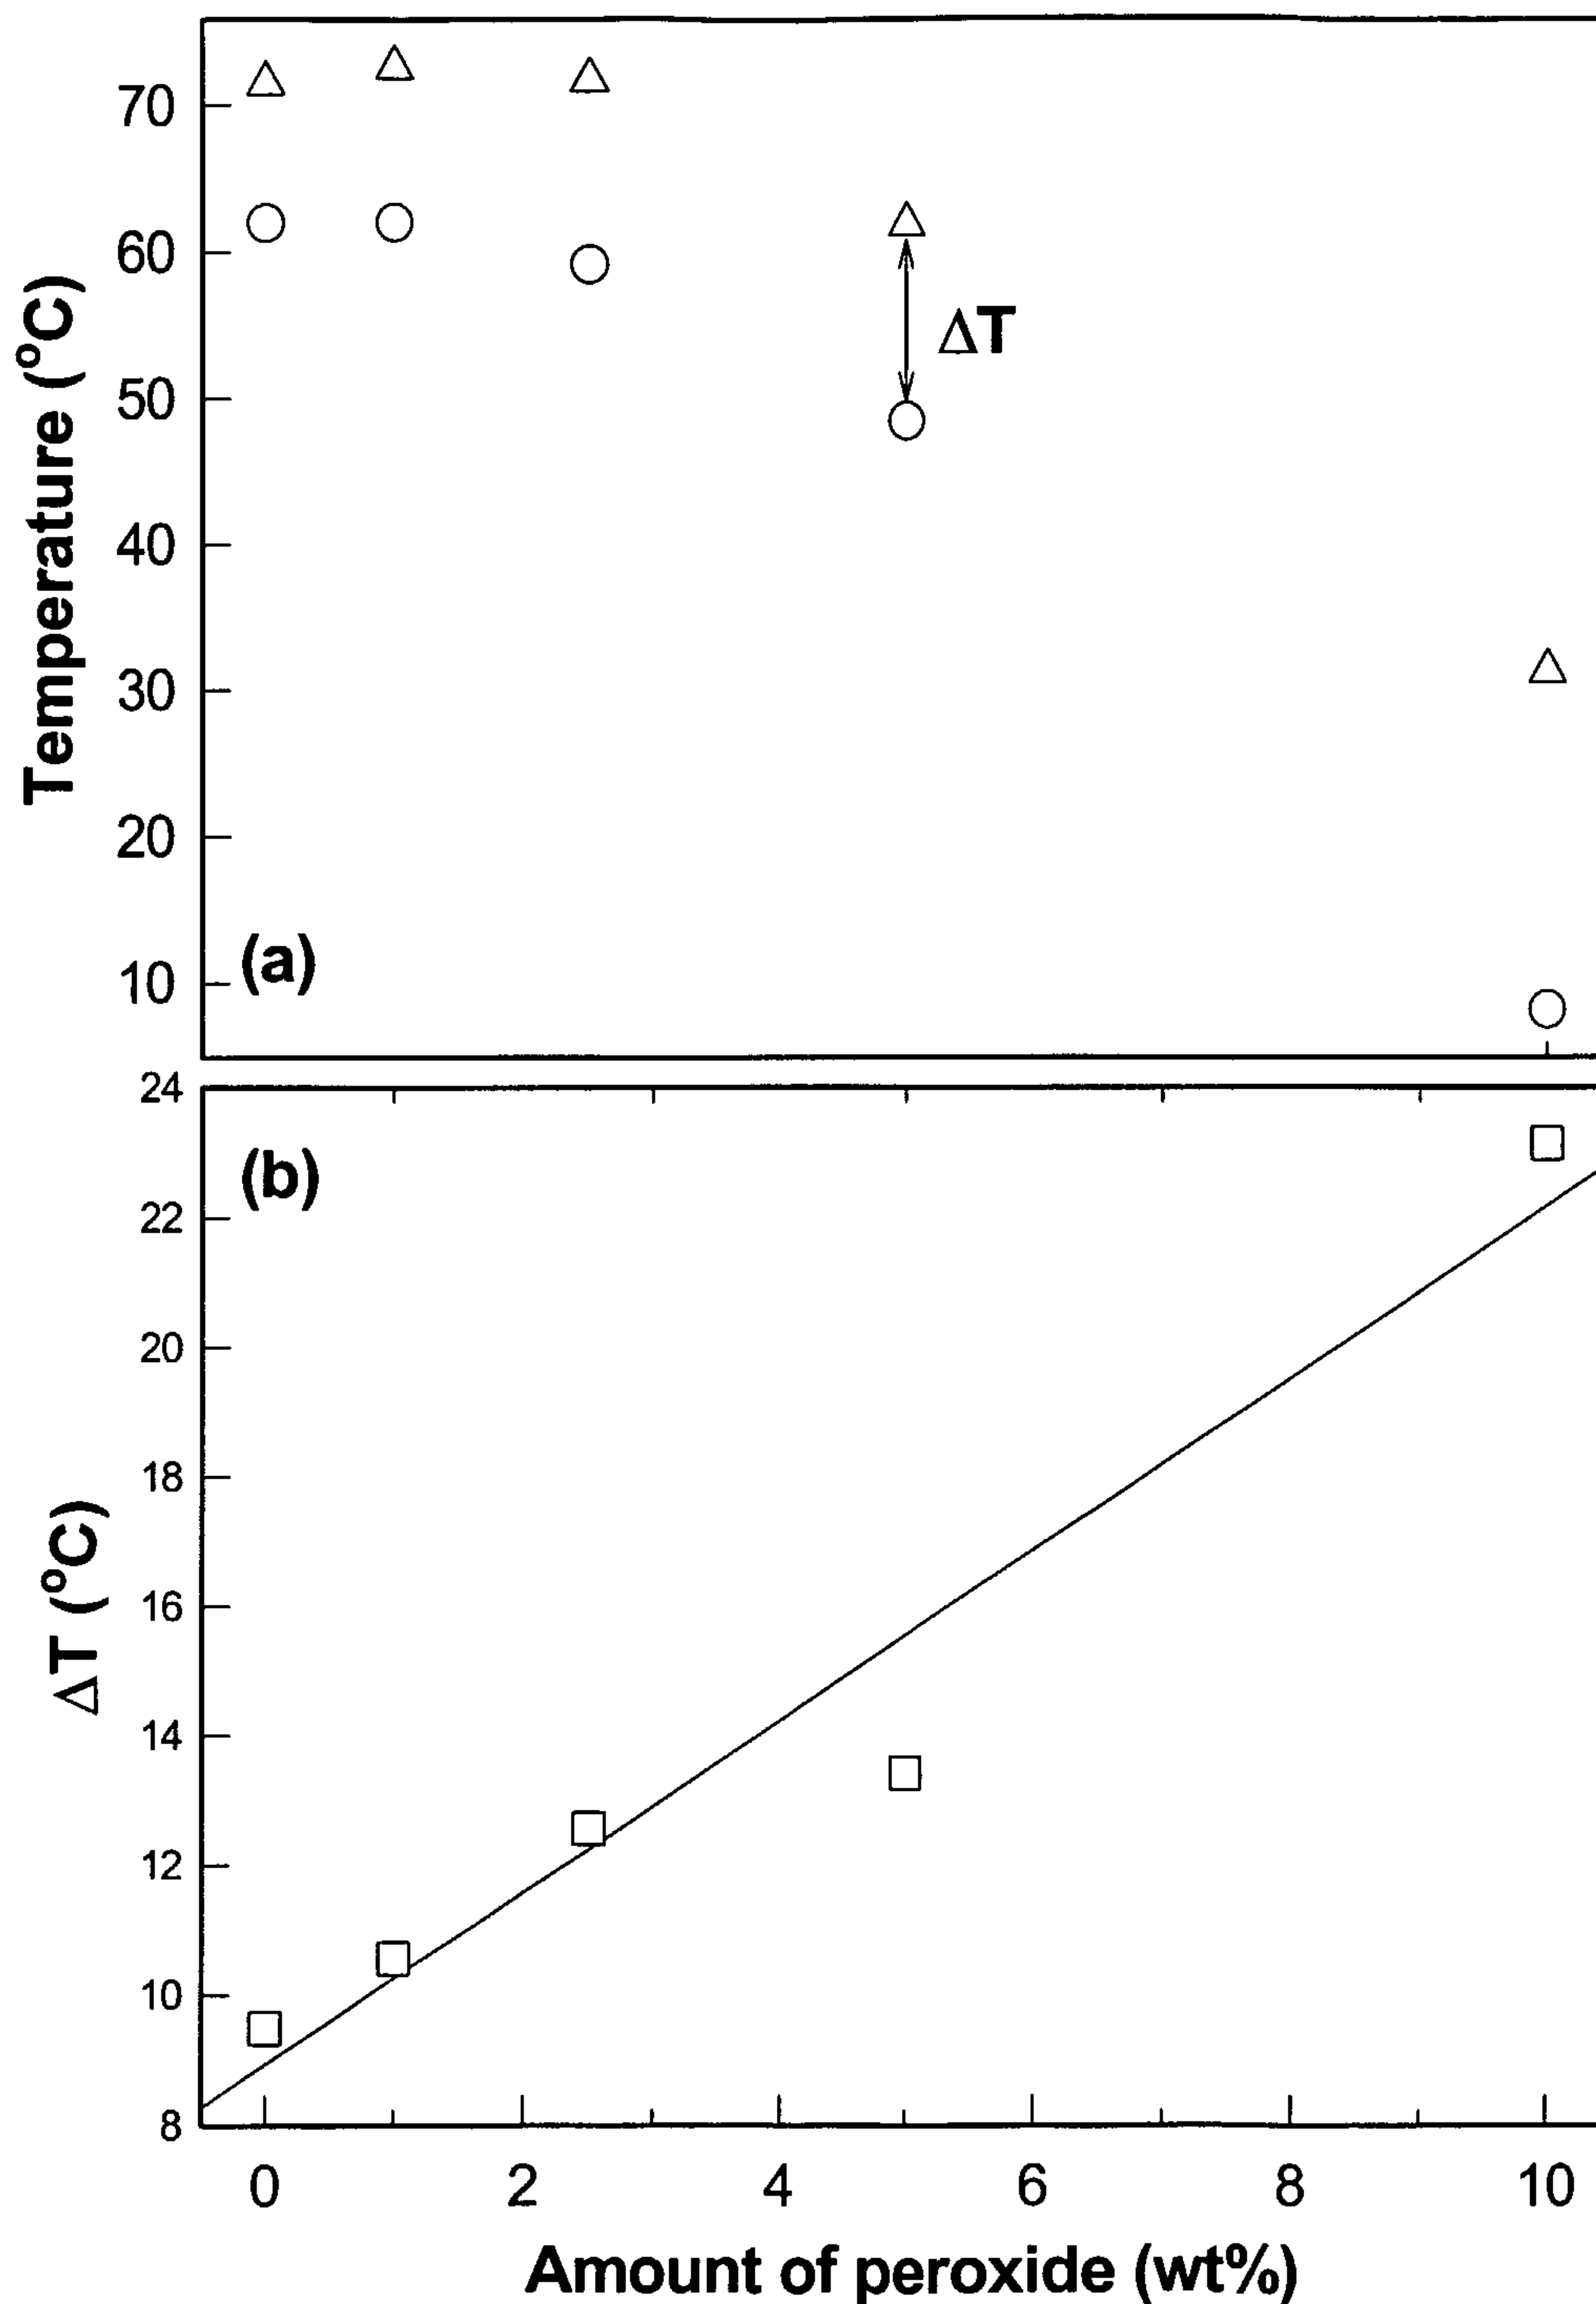 Temperature (°C)
70
60
50
40
30
20
10
ΔT
(a)
ΔT (°C)
24
22
20
18
16
14
12
10
8
(b)
0 2 4 6 8 10
Amount of peroxide (wt%)